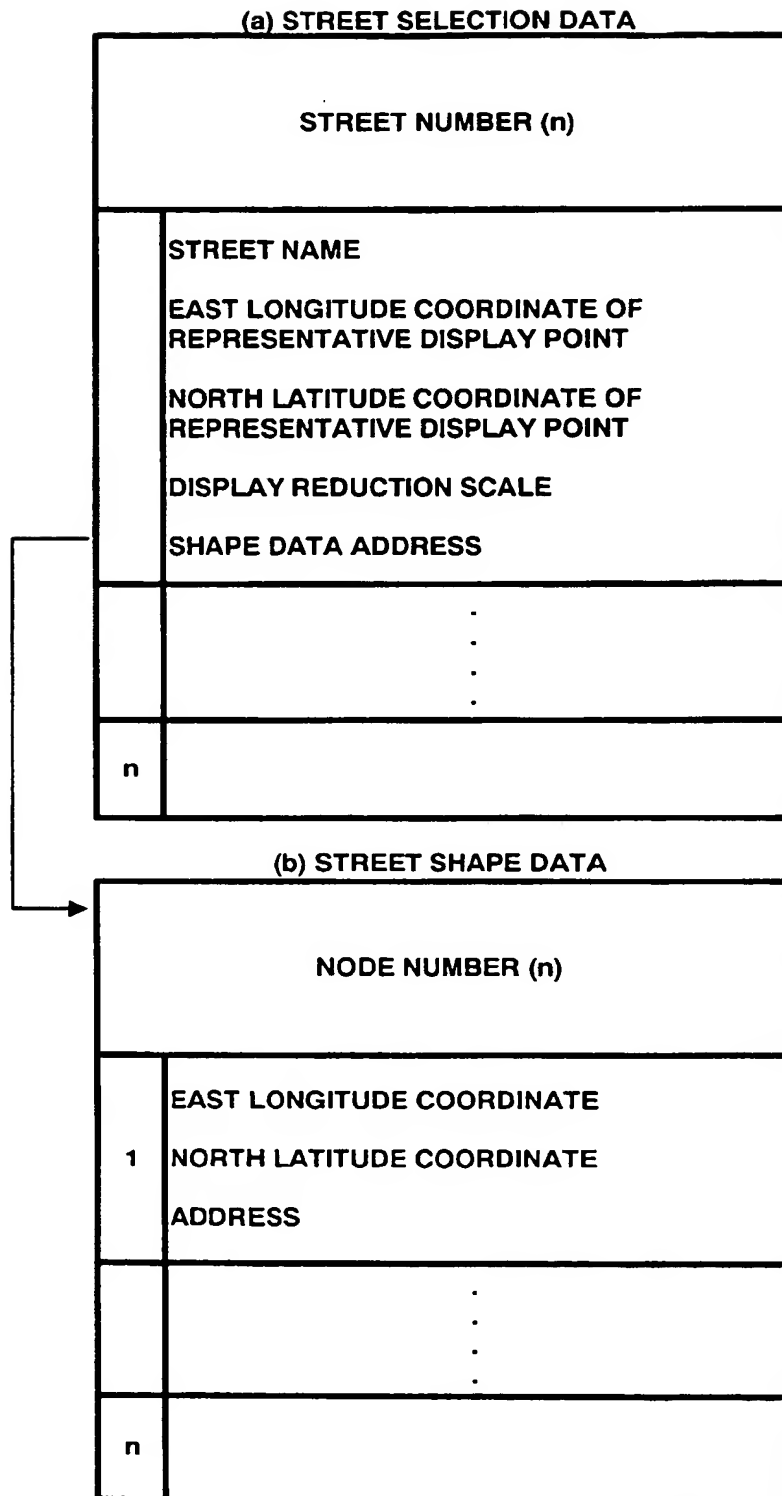 (a) STREET SELECTION DATA
STREET NUMBER (n)
STREET NAME
EAST LONGITUDE COORDINATE OF
REPRESENTATIVE DISPLAY POINT
NORTH LATITUDE COORDINATE OF
REPRESENTATIVE DISPLAY POINT
DISPLAY REDUCTION SCALE
SHAPE DATA ADDRESS
n
(b) STREET SHAPE DATA
NODE NUMBER (n)
EAST LONGITUDE COORDINATE
1 NORTH LATITUDE COORDINATE
ADDRESS
n